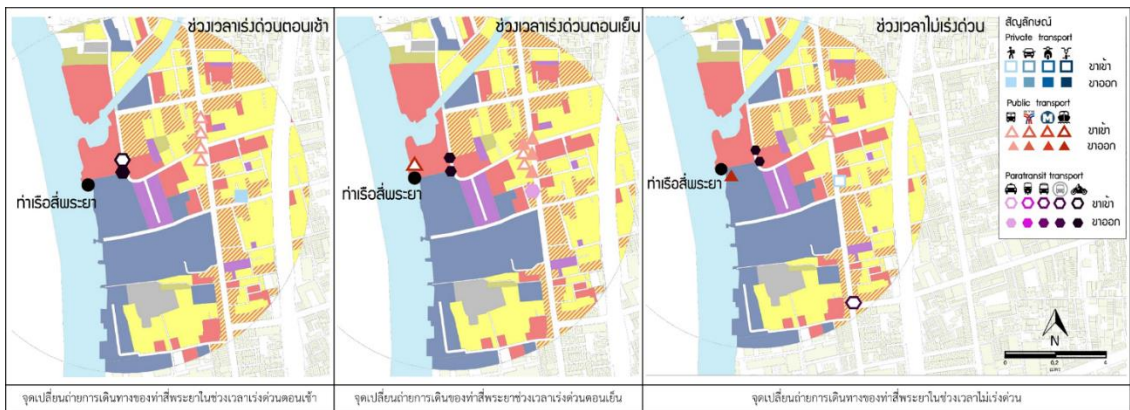 ช่วงเวลาเร่งด่วนตอนเช้า
ท่าเรือสี่พระยา
จุดเปลี่ยนถ่ายการเดินทางของท่าสี่พระยาในช่วงเวลาเร่งด่วนตอนเช้า
ช่วงเวลาเร่งด่วนตอนเย็น
ท่าเรือสี่พระยา
จุดเปลี่ยนถ่ายการเดินของท่าสี่พระยาช่วงเวลาเร่งด่วนตอนเย็น
ช่วงเวลาไม่เร่งด่วน
ท่าเรือสี่พระยา
จุดเปลี่ยนถ่ายการเดินทางของท่าสี่พระยาในช่วงเวลาไม่เร่งด่วน
สัญลักษณ์
Private transport
ขาเข้า
ขาออก
Public transport
ขาเข้า
ขาออก
Paratransit transport
ขาเข้า
ขาออก
N
0 0.2 .4